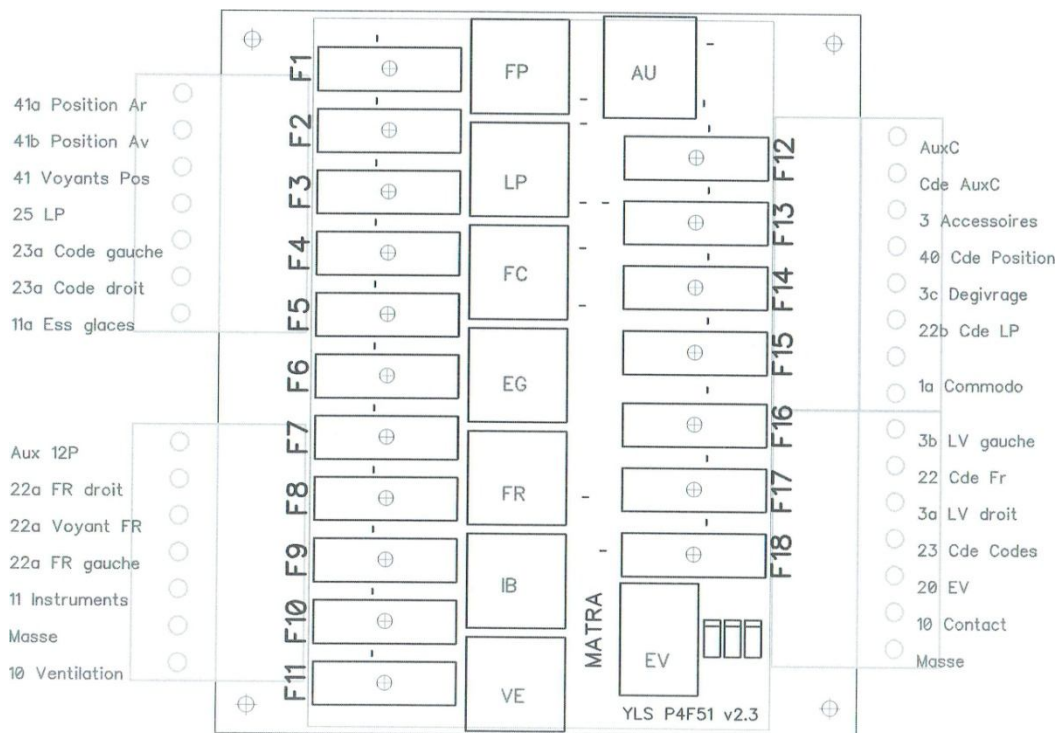 41a Position Ar
41b Position Av
41 Voyants Pos
25 LP
23a Code gauche
23a Code droit
11a Ess glaces
Aux 12P
22a FR droit
22a Voyant FR
22a FR gauche
11 Instruments
Masse
10 Ventilation
F1
F2
F3
F4
F5
F6
F7
F8
F9
F10
F11
FP
LP
FC
EG
FR
IB
VE
AU
F12
F13
F14
F15
F16
F17
F18
MATRA
EV
YLS P4F51 v2.3
AuxC
Cde AuxC
3 Accessoires
40 Cde Position
3c Degivrage
22b Cde LP
1a Commodo
3b LV gauche
22 Cde Fr
3a LV droit
23 Cde Codes
20 EV
10 Contact
Masse